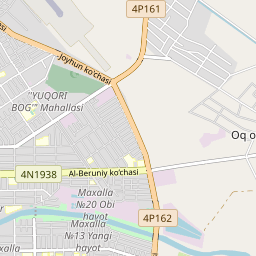 4P161
Joyhun ko'chasi
"YUQORI
BOG'" Mahallasi
Oq o
4N1938
Al-Beruniy ko'chasi
Maxalla
№20 Obi
hayot
4P162
Maxalla
№13 Yangi
hayot
axalla